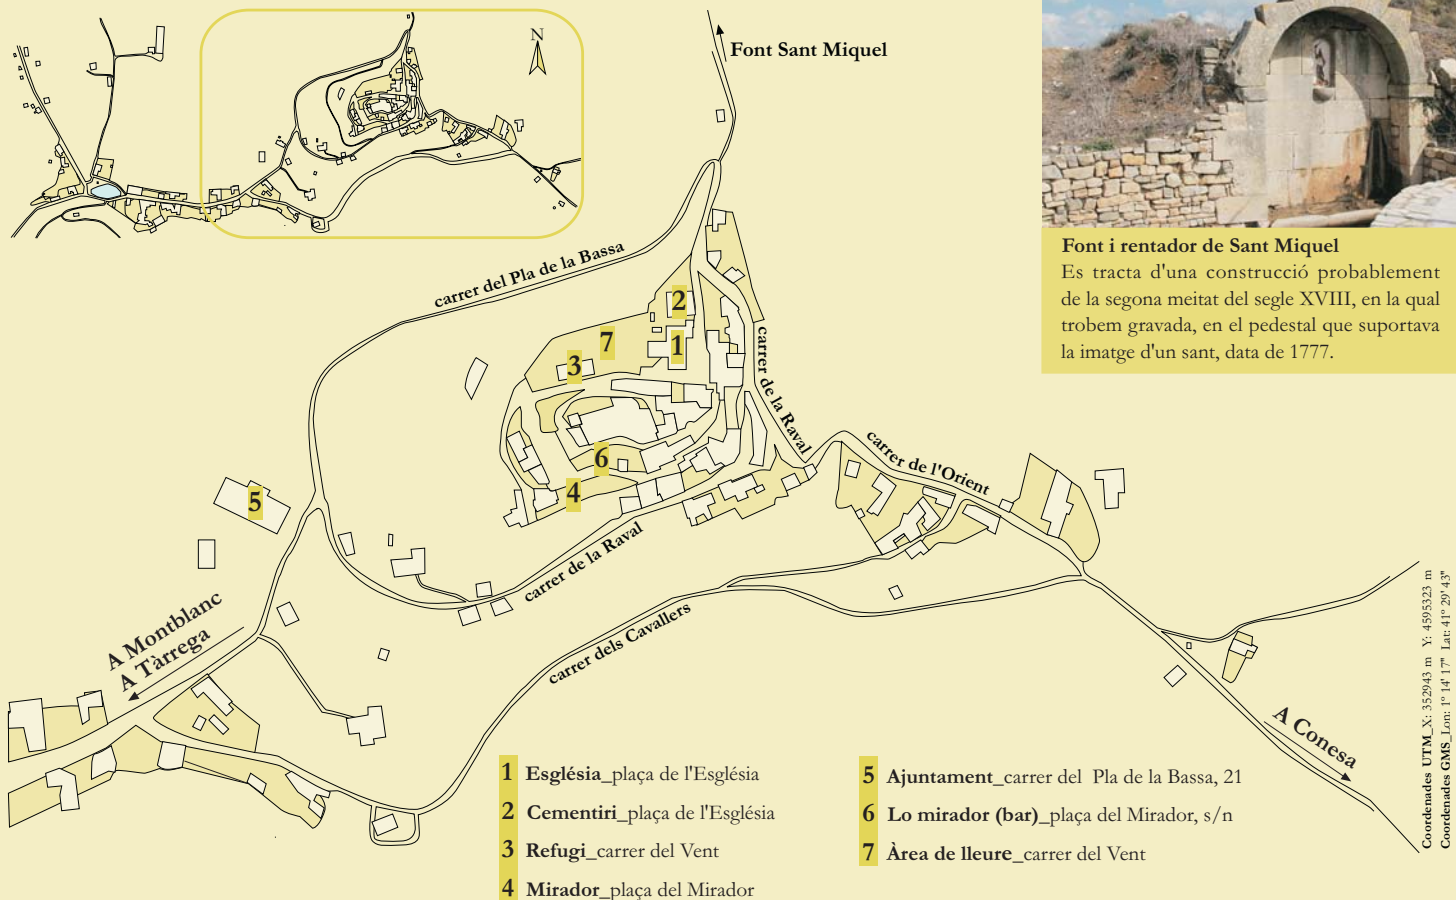 N
Font Sant Miquel
Font i rentador de Sant Miquel
Es tracta d'una construcció probablement
de la segona meitat del segle XVIII, en la qual
trobem gravada, en el pedestal que suportava
la imatge d'un sant, data de 1777.
carrer del Pla de la Bassa
2
7
1
3
carrer de la Raval
6
carrer de l'Orient
4
5
carrer de la Raval
A Montblanc
A Tàrrega
carrer dels Cavallers
A Conesa
1 Església_plaça de l'Església
2 Cementiri_plaça de l'Església
3 Refugi_carrer del Vent
4 Mirador_plaça del Mirador
5 Ajuntament_carrer del Pla de la Bassa, 21
6 Lo mirador (bar)_plaça del Mirador, s/n
7 Àrea de lleure_carrer del Vent
Coordenades UTM_X: 352943 m Y: 4595323 m
Coordenades GMS_Lon: 1º 14' 17" Lat: 41º 29' 43"